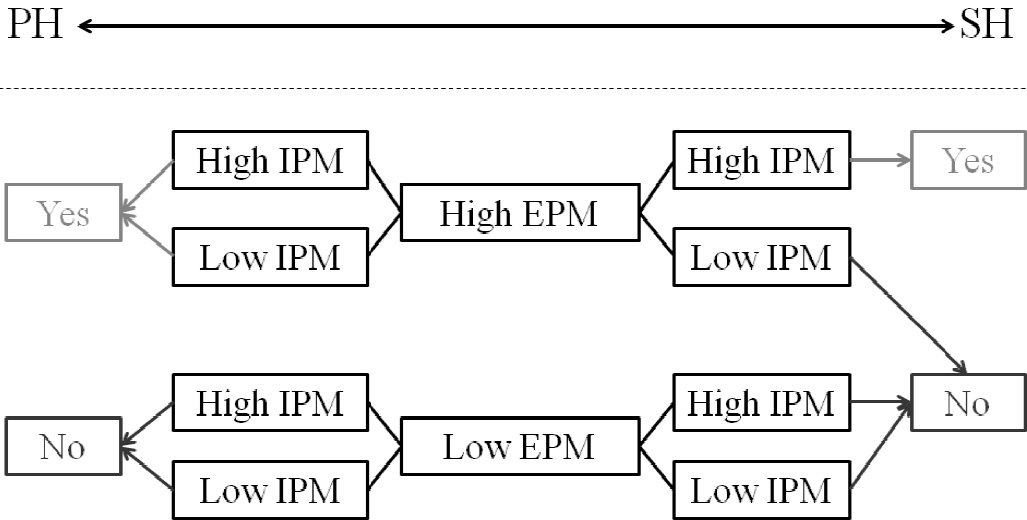 PH
SH
High IPM
High IPM
Yes
Yes
High EPM
Low IPM
Low IPM
High IPM
High IPM
No
No
Low EPM
Low IPM
Low IPM